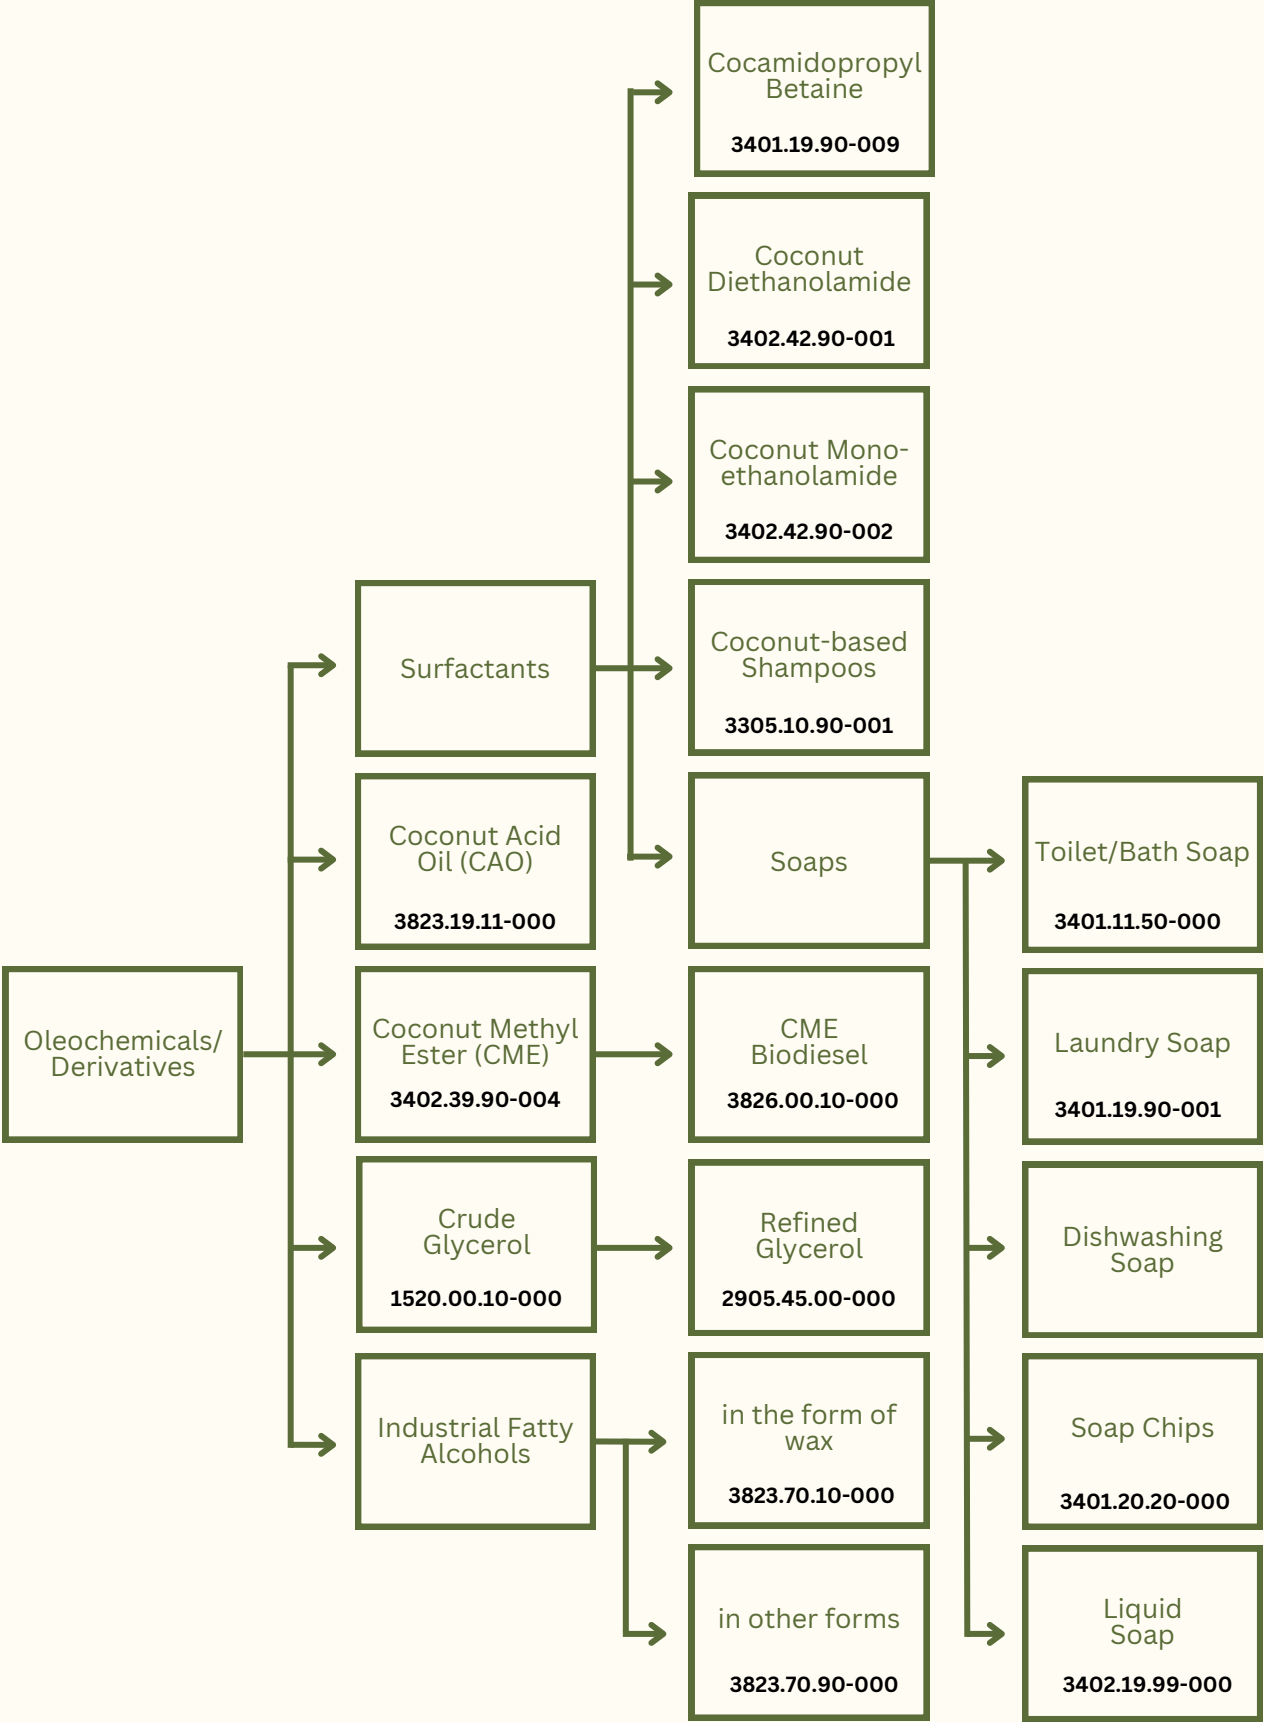 Cocamidopropyl
Betaine
3401.19.90-009
Coconut
Diethanolamide
3402.42.90-001
Coconut Mono-
ethanolamide
3402.42.90-002
Surfactants
Coconut-based
Shampoos
3305.10.90-001
Coconut Acid
Oil (CAO)
3823.19.11-000
Soaps
Toilet/Bath Soap
3401.11.50-000
Oleochemicals/
Derivatives
Coconut Methyl
Ester (CME)
3402.39.90-004
CME
Biodiesel
3826.00.10-000
Laundry Soap
3401.19.90-001
Crude
Glycerol
1520.00.10-000
Refined
Glycerol
2905.45.00-000
Dishwashing
Soap
Industrial Fatty
Alcohols
in the form of
wax
3823.70.10-000
Soap Chips
3401.20.20-000
in other forms
3823.70.90-000
Liquid
Soap
3402.19.99-000